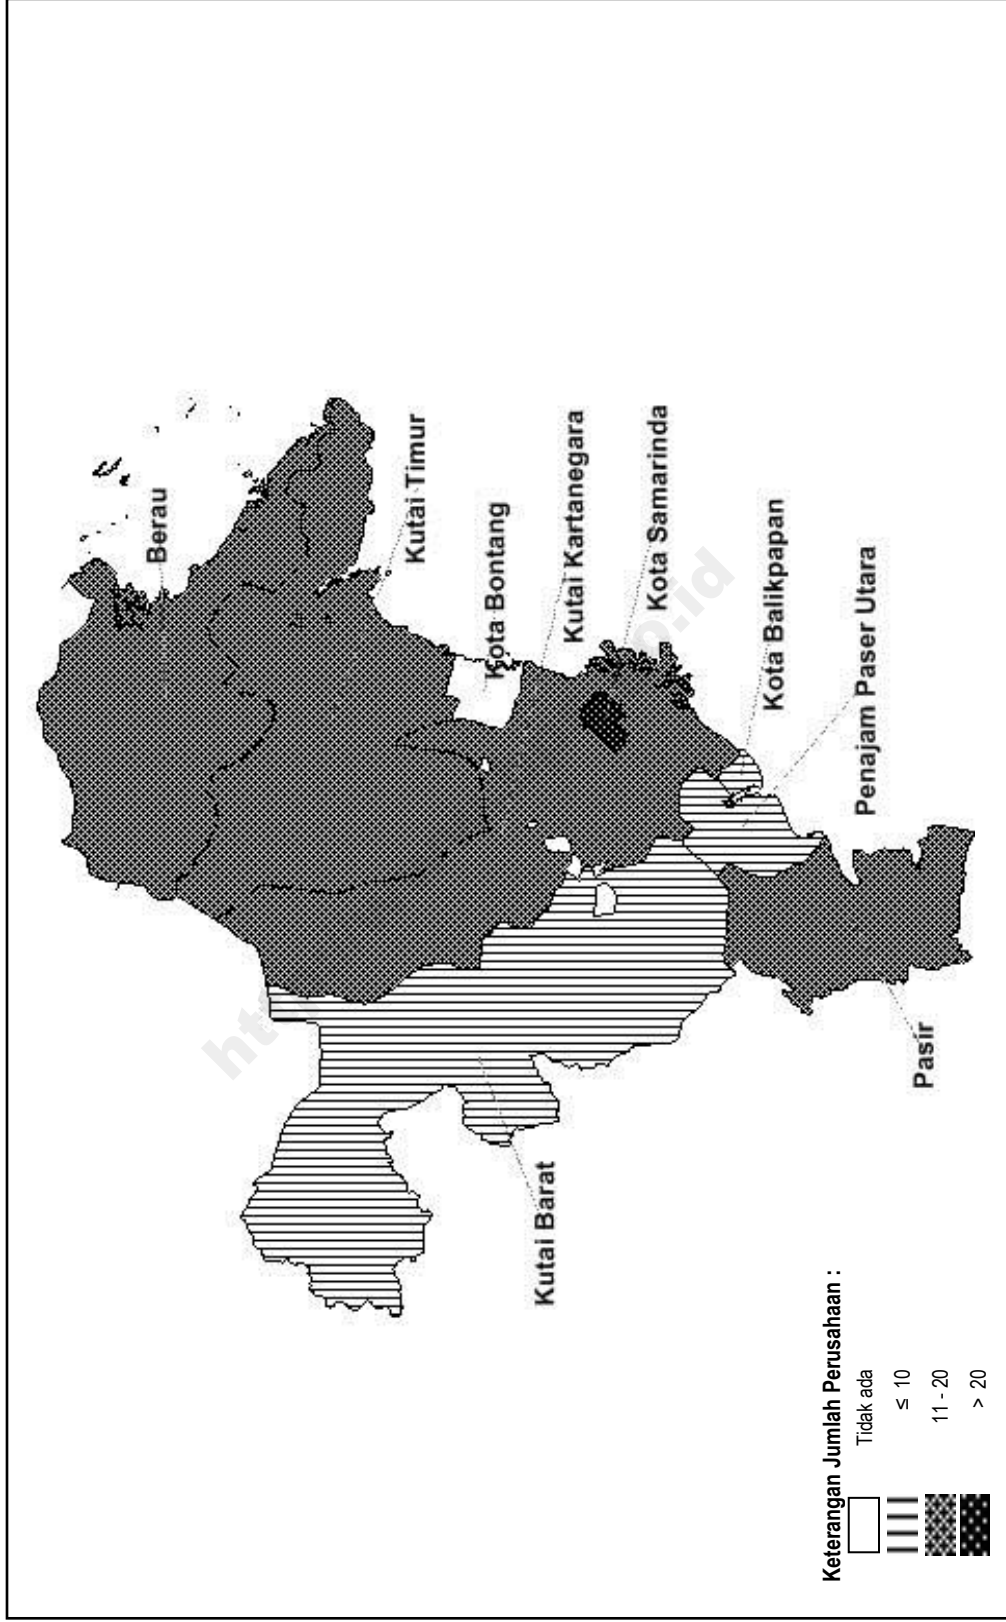 Berau
Kutai Timur
Kota Bontang
Kutai Kartanegara
Kota Samarinda
Kota Balikpapan
Penajam Paser Utara
Pasir
Kutai Barat
Keterangan Jumlah Perusahaan :
Tidak ada
≤ 10
11 - 20
> 20